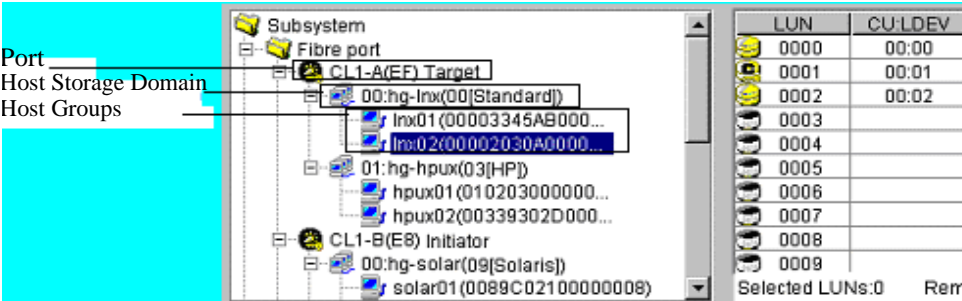 Port
Host Storage Domain
Host Groups
Subsystem
Fibre port
CL1-A(EF) Target
00:hg-lnx(00[Standard])
lnx01(00003345AB000...
lnx02(00002030A0000...
01:hg-hpux(03[HP])
hpux01(010203000000...
hpux02(00339302D000...
CL1-B(E8) Initiator
00:hg-solar(09[Solaris])
solar01(0089C02100000008)
LUN CU:LDEV
0000 00:00
0001 00:01
0002 00:02
0003
0004
0005
0006
0007
0008
0009
Selected LUNs:0 Rem